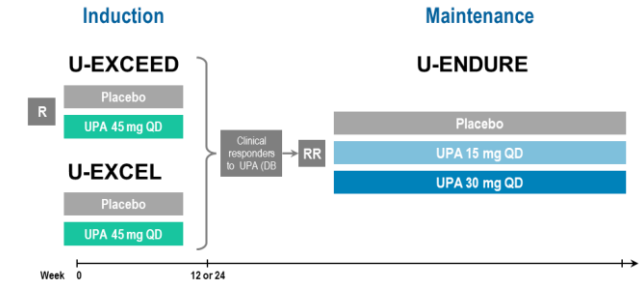 Induction
Maintenance
U-EXCEED
Placebo
R
UPA 45 mg QD
U-EXCEL
Placebo
UPA 45 mg QD
Clinical
responders
to UPA (DB
RR
U-ENDURE
Placebo
UPA 15 mg QD
UPA 30 mg QD
Week 0 12 or 24